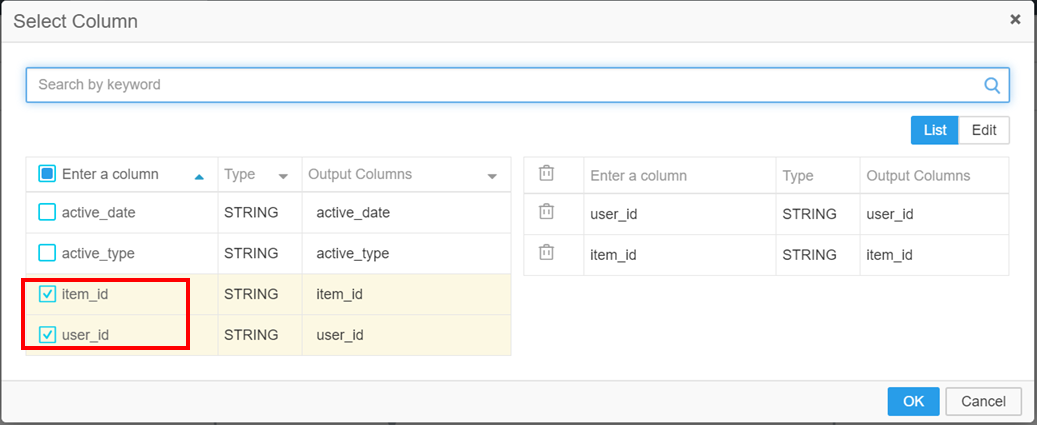 Select Column
×
Search by keyword
List Edit
Enter a column Type Output Columns
active_date STRING active_date
active_type STRING active_type
item_id STRING item_id
user_id STRING user_id
Enter a column Type Output Columns
user_id STRING user_id
item_id STRING item_id
OK Cancel